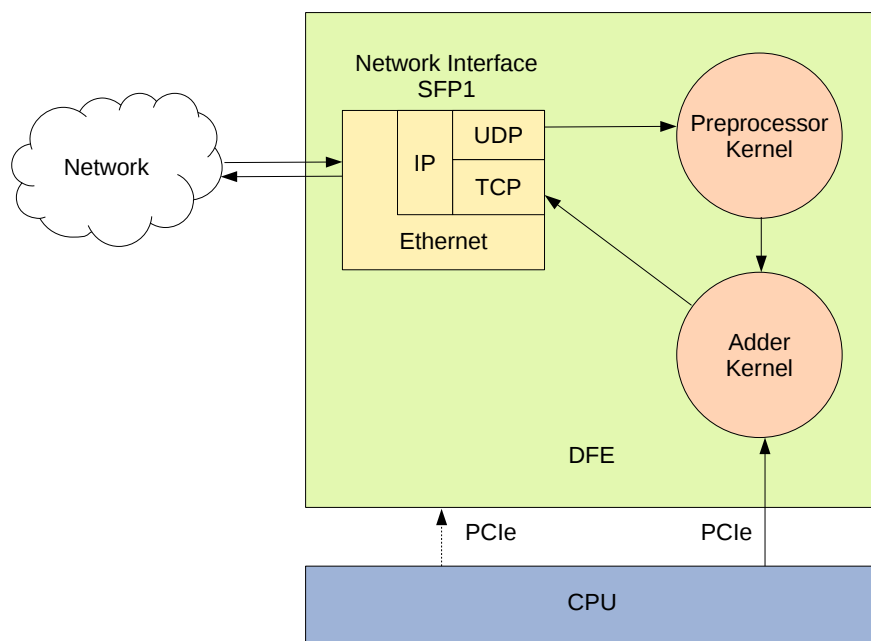 Network Interface
SFP1
Network
IP
UDP
TCP
Ethernet
Preprocessor
Kernel
Adder
Kernel
DFE
PCIe
PCIe
CPU